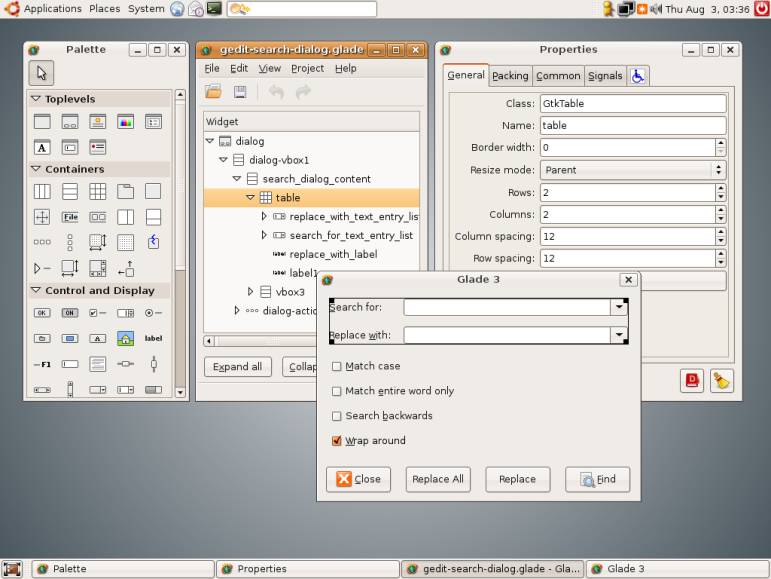 Applications Places System
Thu Aug 3, 03:36
Palette
Toplevels
A
Containers
File
Control and Display
OK
ON
A
label
F1
gedit-search-dialog.glade
File Edit View Project Help
Widget
dialog
dialog-vbox1
search_dialog_content
table
replace_with_text_entry_lis
search_for_text_entry_list
replace_with_label
label1
vbox3
dialog-actio
Expand all
Collap
Properties
General Packing Common Signals
Class: GtkTable
Name: table
Border width: 0
Resize mode: Parent
Rows: 2
Columns: 2
Column spacing: 12
Row spacing: 12
Glade 3
Search for:
Replace with:
Match case
Match entire word only
Search backwards
Wrap around
Close Replace All Replace Find
Palette Properties gedit-search-dialog.glade - Gla... Glade 3